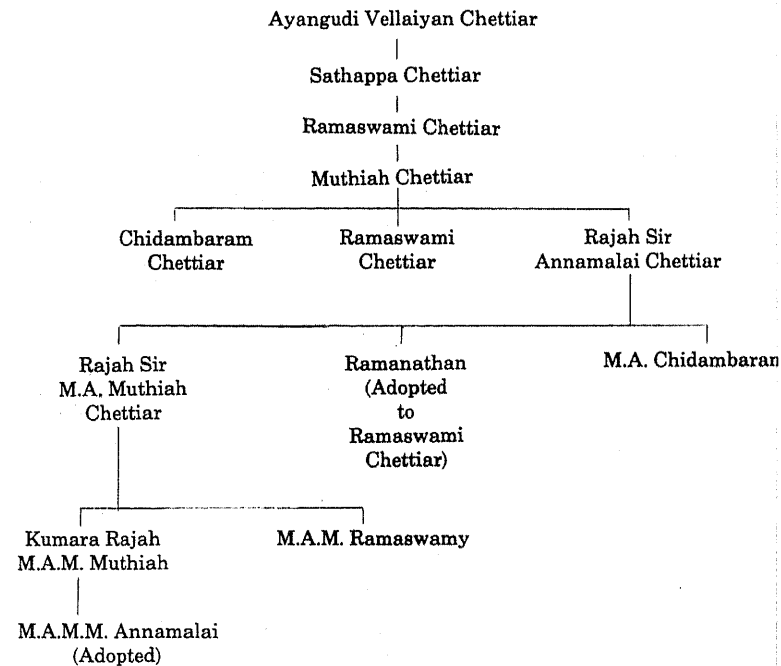 Ayangudi Vellaiyan Chettiar
Sathappa Chettiar
Ramaswami Chettiar
Muthiah Chettiar
Chidambaram
Chettiar
Ramaswami
Chettiar
Rajah Sir
Annamalai Chettiar
Rajah Sir
M.A. Muthiah
Chettiar
Ramanathan
(Adopted
to
Ramaswami
Chettiar)
M.A. Chidambaran
Kumara Rajah
M.A.M. Muthiah
M.A.M. Ramaswamy
M.A.M.M. Annamalai
(Adopted)